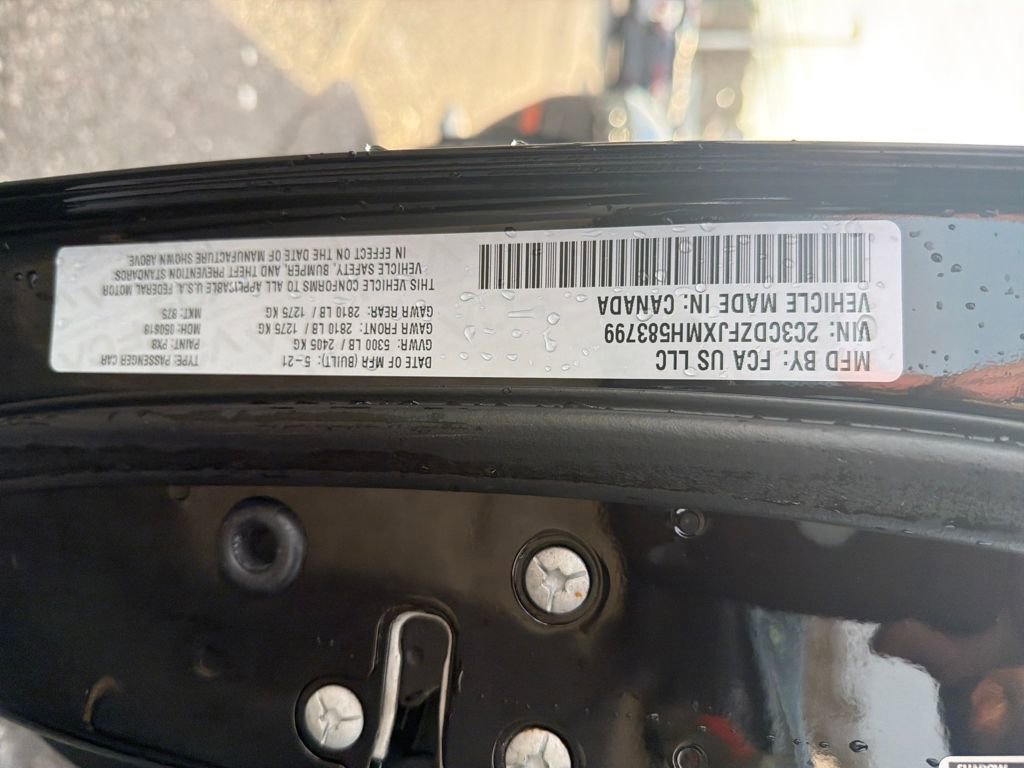 MFD BY: FCA US LLC
VIN: 2C3CDZFJXMH583799
VEHICLE MADE IN: CANADA
DATE OF MFR (BUILT): 5-21
GVWR: 5300 LB / 2405 KG
GAWR FRONT: 2810 LB / 1275 KG
GAWR REAR: 2810 LB / 1275 KG
TYPE: PASSENGER CAR
PAINT: PX8
MDH: 050619
MKT: 975
THIS VEHICLE CONFORMS TO ALL APPLICABLE U.S.A. FEDERAL MOTOR
VEHICLE SAFETY, BUMPER, AND THEFT PREVENTION STANDARDS
IN EFFECT ON THE DATE OF MANUFACTURE SHOWN ABOVE.
SHADOW